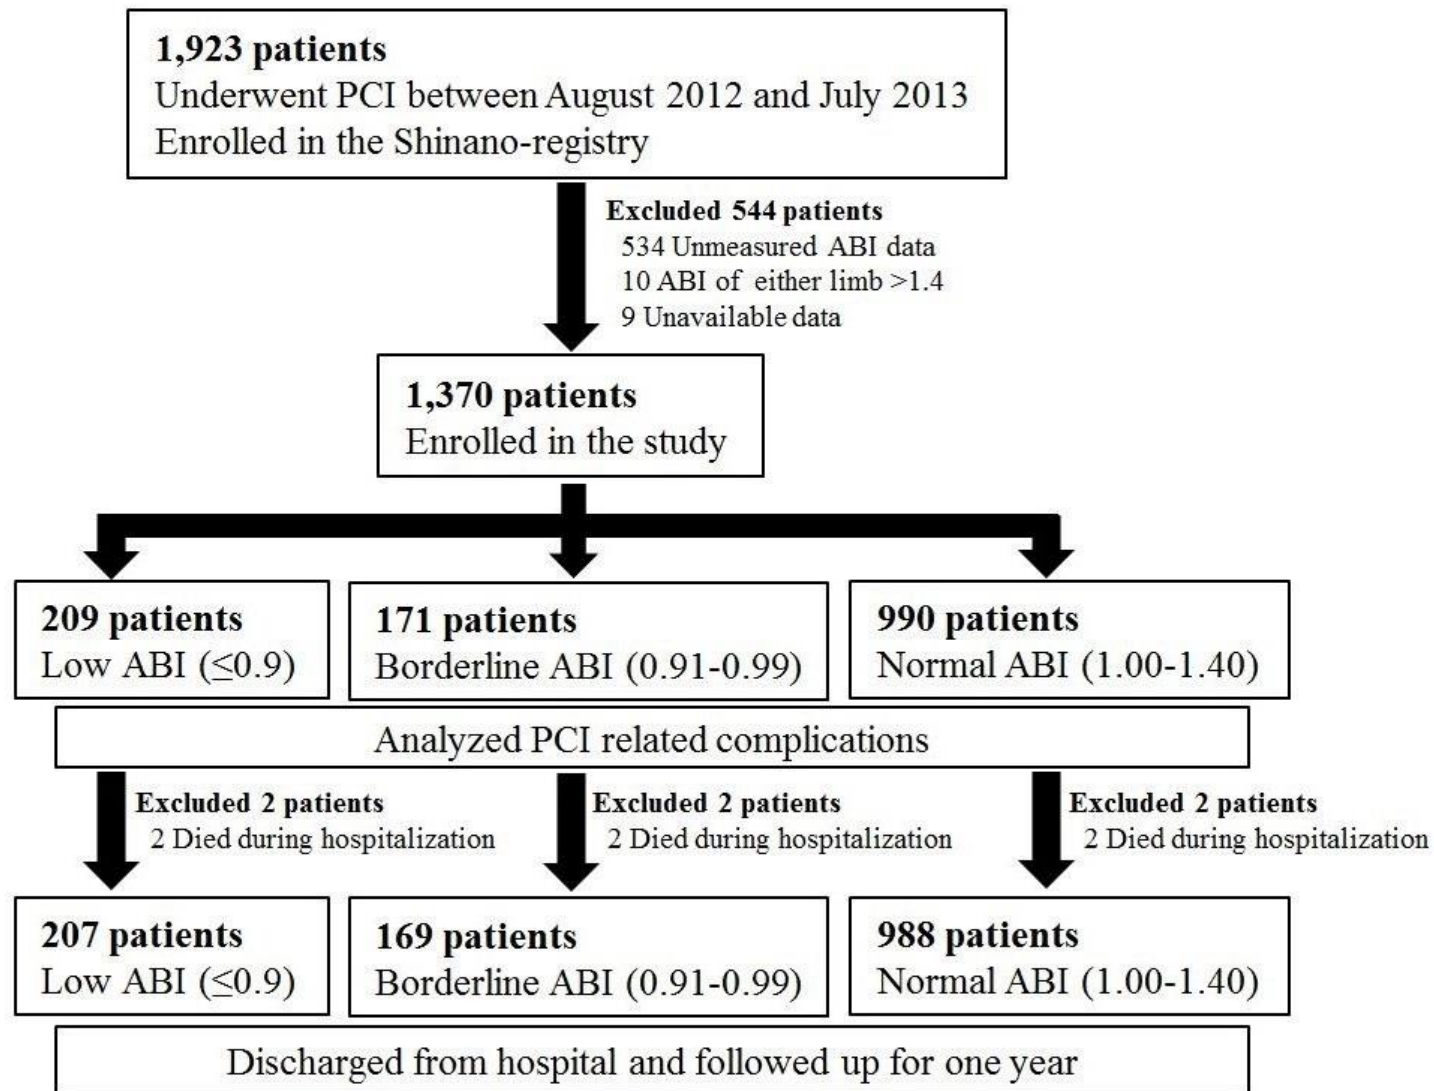 1,923 patients
Underwent PCI between August 2012 and July 2013
Enrolled in the Shinano-registry
Excluded 544 patients
534 Unmeasured ABI data
10 ABI of either limb >1.4
9 Unavailable data
1,370 patients
Enrolled in the study
209 patients
Low ABI (≤0.9)
171 patients
Borderline ABI (0.91-0.99)
990 patients
Normal ABI (1.00-1.40)
Analyzed PCI related complications
Excluded 2 patients
2 Died during hospitalization
Excluded 2 patients
2 Died during hospitalization
Excluded 2 patients
2 Died during hospitalization
207 patients
Low ABI (≤0.9)
169 patients
Borderline ABI (0.91-0.99)
988 patients
Normal ABI (1.00-1.40)
Discharged from hospital and followed up for one year